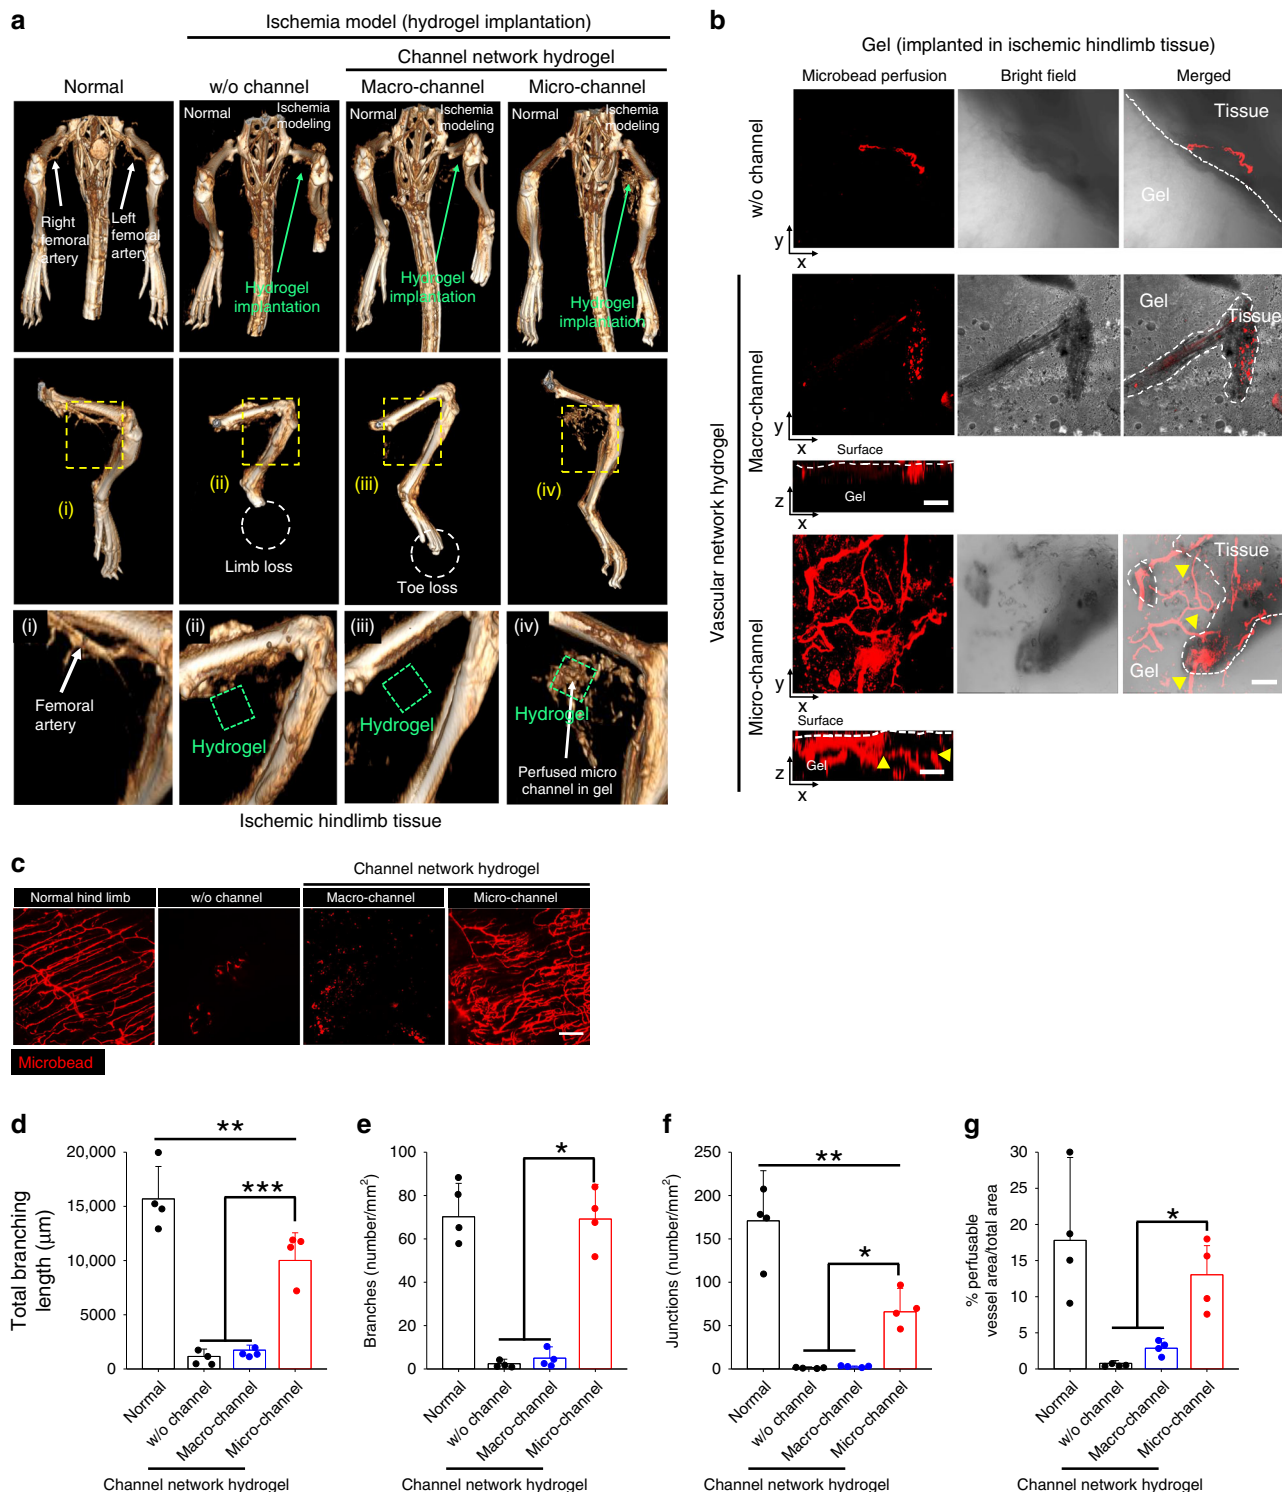 a
Ischemia model (hydrogel implantation)
Channel network hydrogel
Normal
w/o channel
Macro-channel
Micro-channel
Right femoral artery
Left femoral artery
Normal
Ischemia modeling
Hydrogel implantation
Normal
Ischemia modeling
Hydrogel implantation
Normal
Ischemia modeling
Hydrogel implantation
(i)
(ii)
Limb loss
(iii)
Toe loss
(iv)
(i)
Femoral artery
(ii)
Hydrogel
(iii)
Hydrogel
(iv)
Hydrogel
Perfused micro channel in gel
Ischemic hindlimb tissue
b
Gel (implanted in ischemic hindlimb tissue)
Microbead perfusion
Bright field
Merged
w/o channel
y
x
Tissue
Gel
Vascular network hydrogel
Macro-channel
y
x
Gel
Tissue
Surface
Gel
z
x
Micro-channel
y
x
Tissue
Gel
Surface
Gel
z
x
c
Channel network hydrogel
Normal hind limb
w/o channel
Macro-channel
Micro-channel
Microbead
d
Total branching length (μm)
20,000
15,000
10,000
5000
0
**
***
Normal
w/o channel
Macro-channel
Micro-channel
Channel network hydrogel
e
Branches (number/mm²)
100
80
60
40
20
0
*
Normal
w/o channel
Macro-channel
Micro-channel
Channel network hydrogel
f
Junctions (number/mm²)
250
200
150
100
50
0
**
*
Normal
w/o channel
Macro-channel
Micro-channel
Channel network hydrogel
g
% perfusable vessel area/total area
30
25
20
15
10
5
0
*
Normal
w/o channel
Macro-channel
Micro-channel
Channel network hydrogel